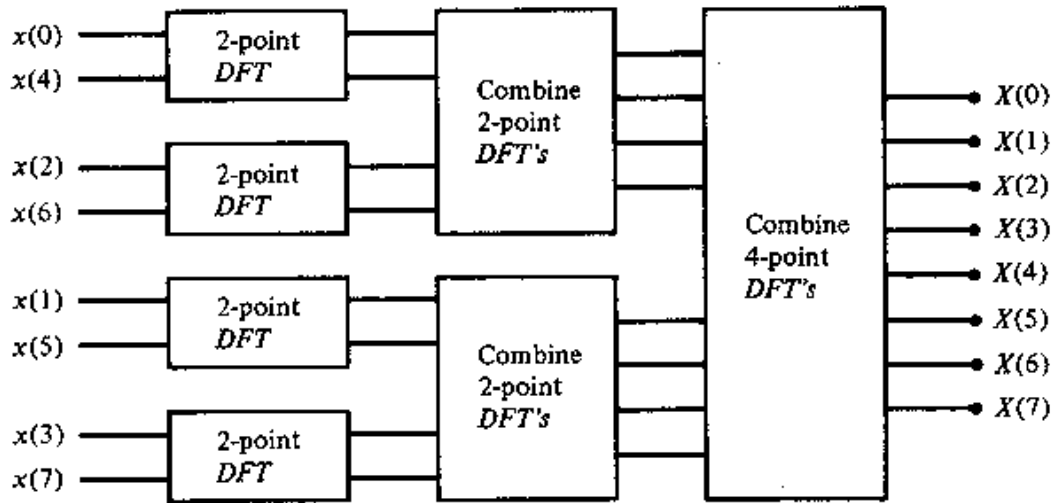 x(0)
x(4)
2-point
DFT
x(2)
x(6)
2-point
DFT
x(1)
x(5)
2-point
DFT
x(3)
x(7)
2-point
DFT
Combine
2-point
DFT's
Combine
2-point
DFT's
Combine
4-point
DFT's
X(0)
X(1)
X(2)
X(3)
X(4)
X(5)
X(6)
X(7)